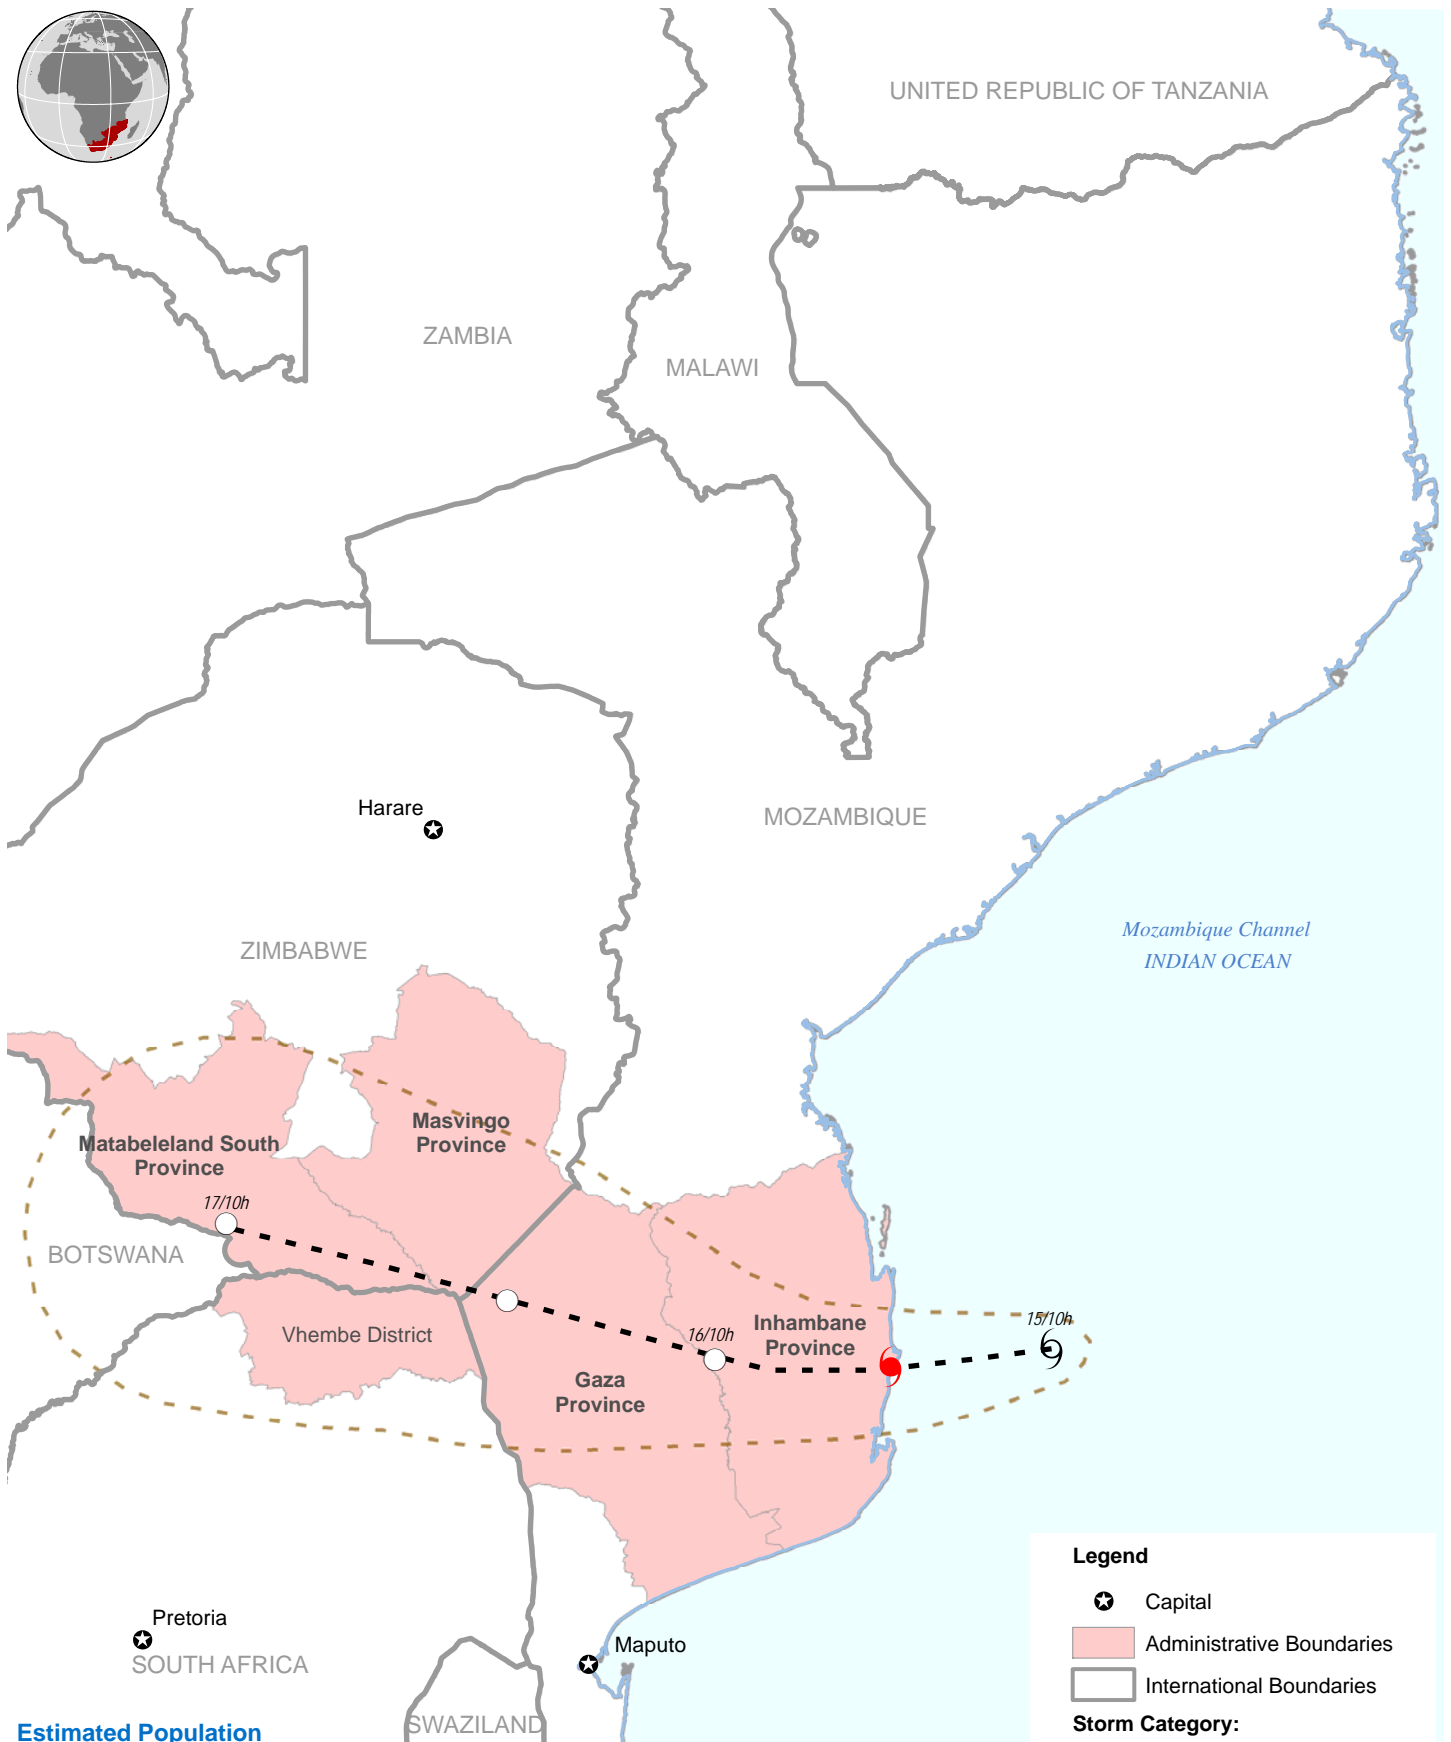 UNITED REPUBLIC OF TANZANIA
ZAMBIA
MALAWI
Harare
MOZAMBIQUE
Mozambique Channel
INDIAN OCEAN
ZIMBABWE
Masvingo
Province
Matabeleland South
Province
17/10h
BOTSWANA
Vhembe District
16/10h
Inhambane
Province
15/10h
Gaza
Province
Pretoria
SOUTH AFRICA
Maputo
SWAZILAND
Estimated Population
Legend
Capital
Administrative Boundaries
International Boundaries
Storm Category: